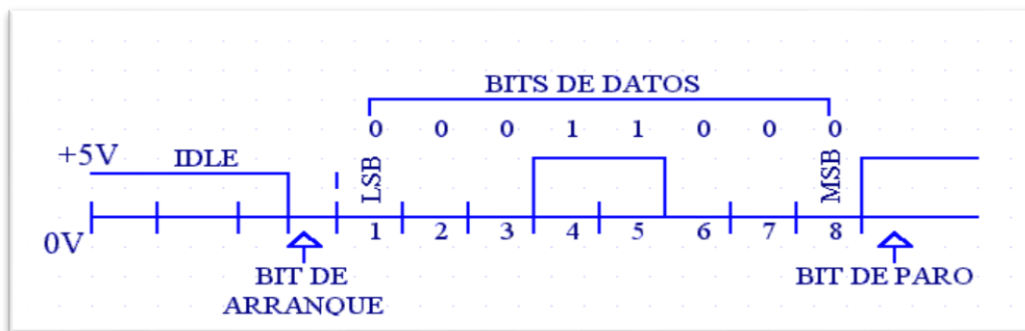 BITS DE DATOS
0 0 0 1 1 0 0 0
+5V IDLE
LSB MSB
0V 1 2 3 4 5 6 7 8
BIT DE ARRANQUE
BIT DE PARO